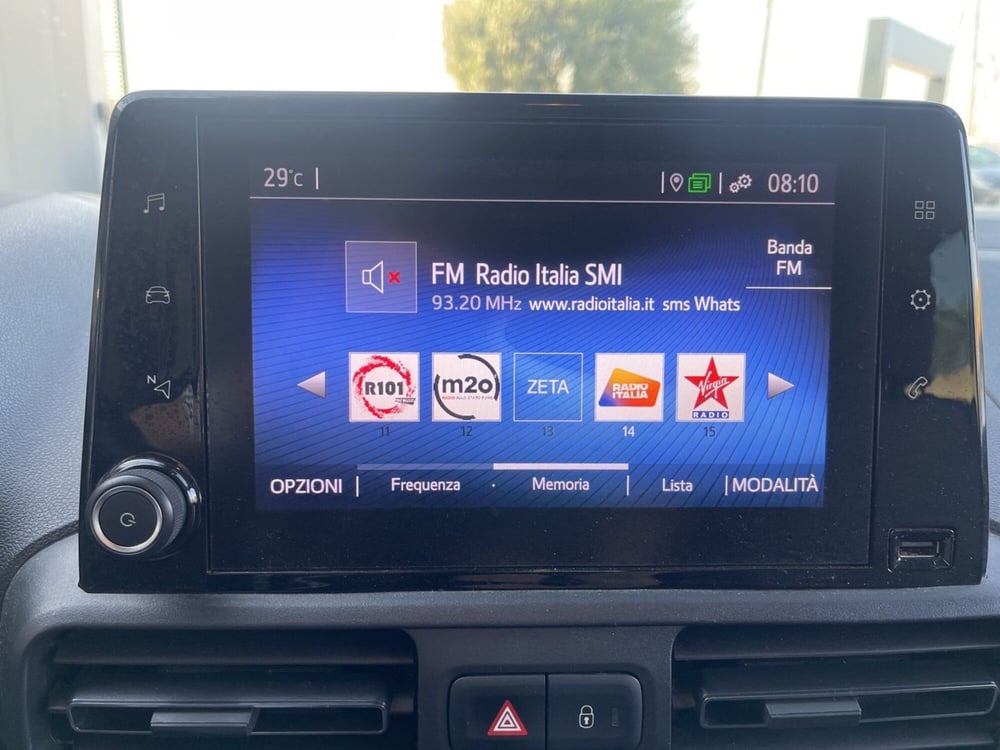 29°C
08:10
FM Radio Italia SMI
93.20 MHz www.radioitalia.it sms Whats
Banda
FM
R101
m2o
ZETA
RADIO
ITALIA
Virgin
RADIO
11
12
13
14
15
OPZIONI
Frequenza
Memoria
Lista
MODALITÀ
N